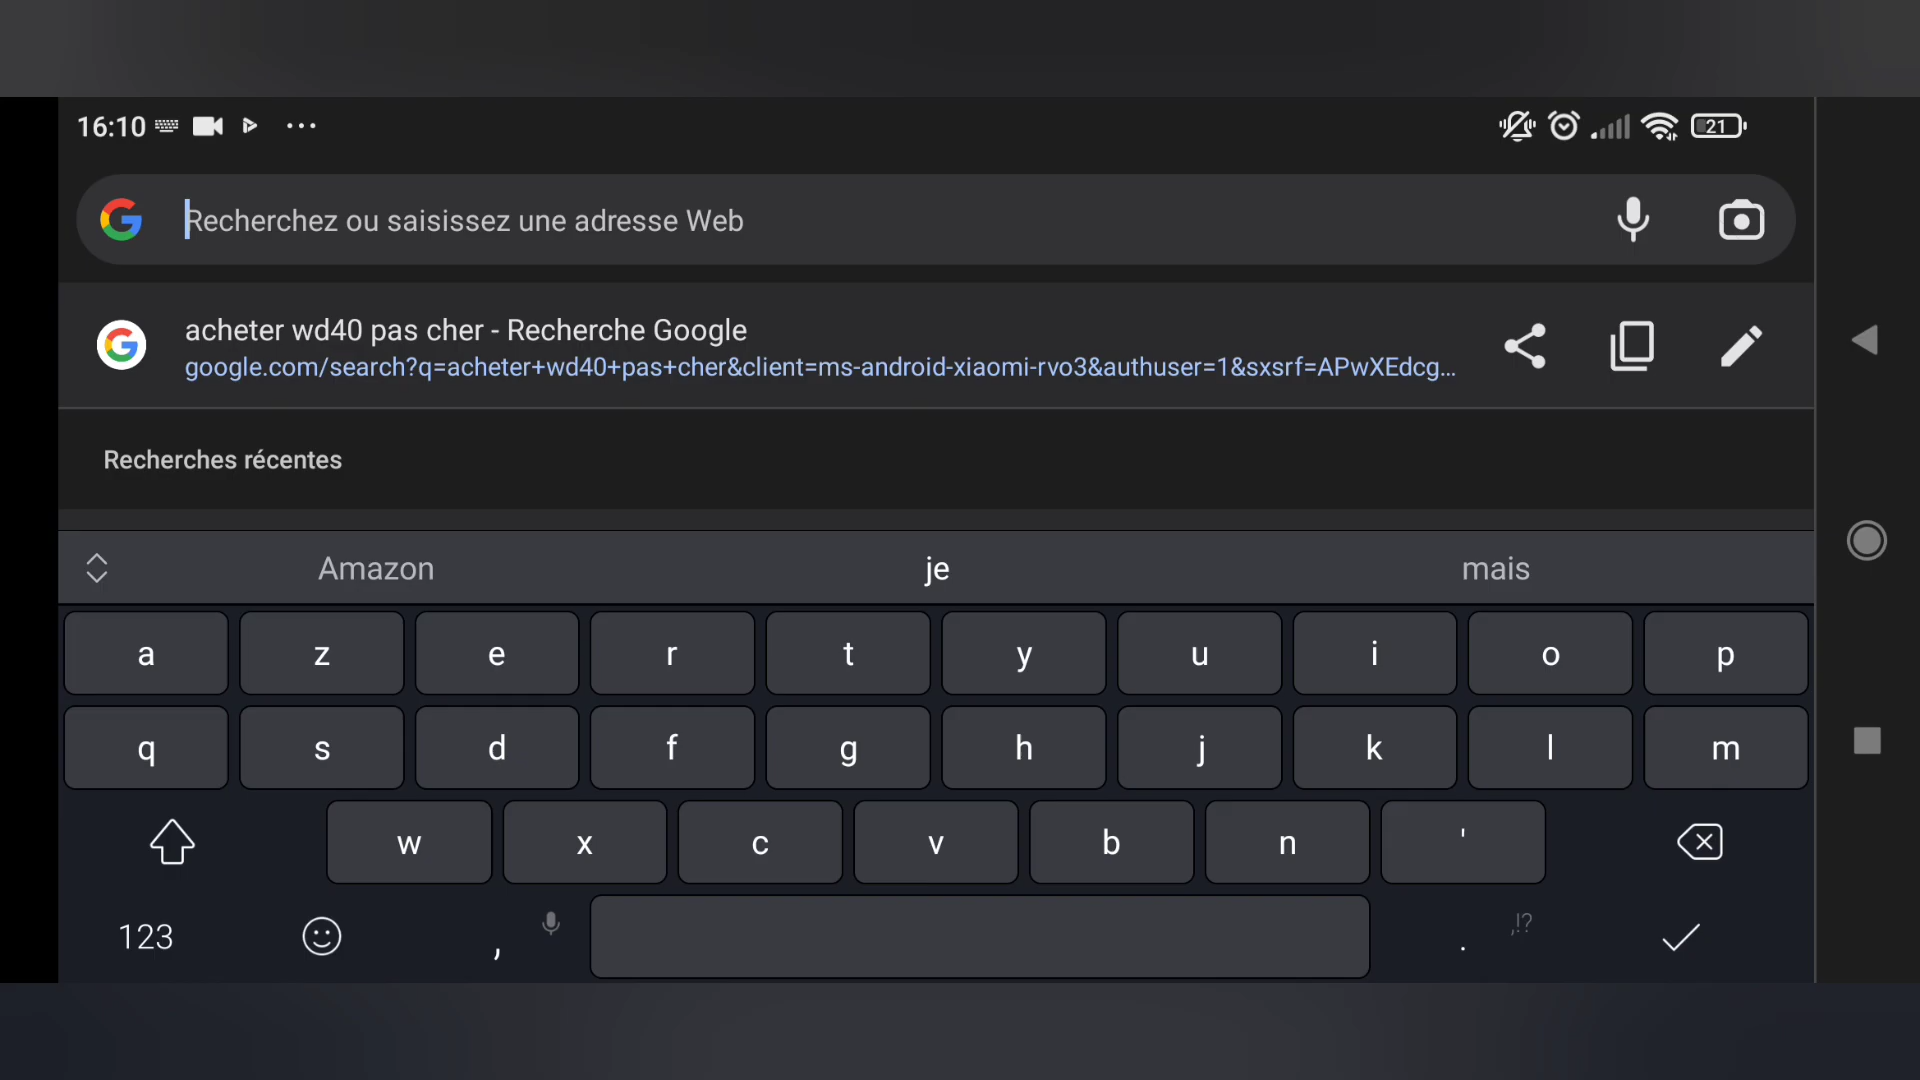 16:10
21
Recherchez ou saisissez une adresse Web
acheter wd40 pas cher - Recherche Google
google.com/search?q=acheter+wd40+pas+cher&client=ms-android-xiaomi-rvo3&authuser=1&sxsrf=APwXEdcg...
Recherches récentes
Amazon je mais
a z e r t y u i o p
q s d f g h j k l m
w x c v b n '
123 , . ,!?